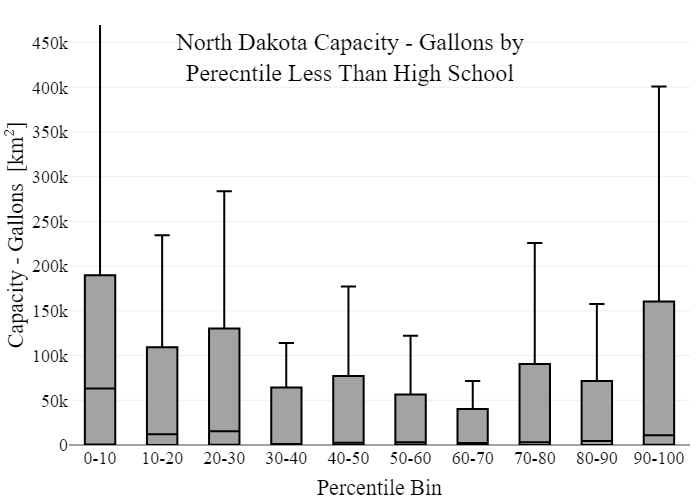 North Dakota Capacity - Gallons by
Perecntile Less Than High School
Capacity - Gallons [km²]
450k
400k
350k
300k
250k
200k
150k
100k
50k
0
0-10 10-20 20-30 30-40 40-50 50-60 60-70 70-80 80-90 90-100
Percentile Bin